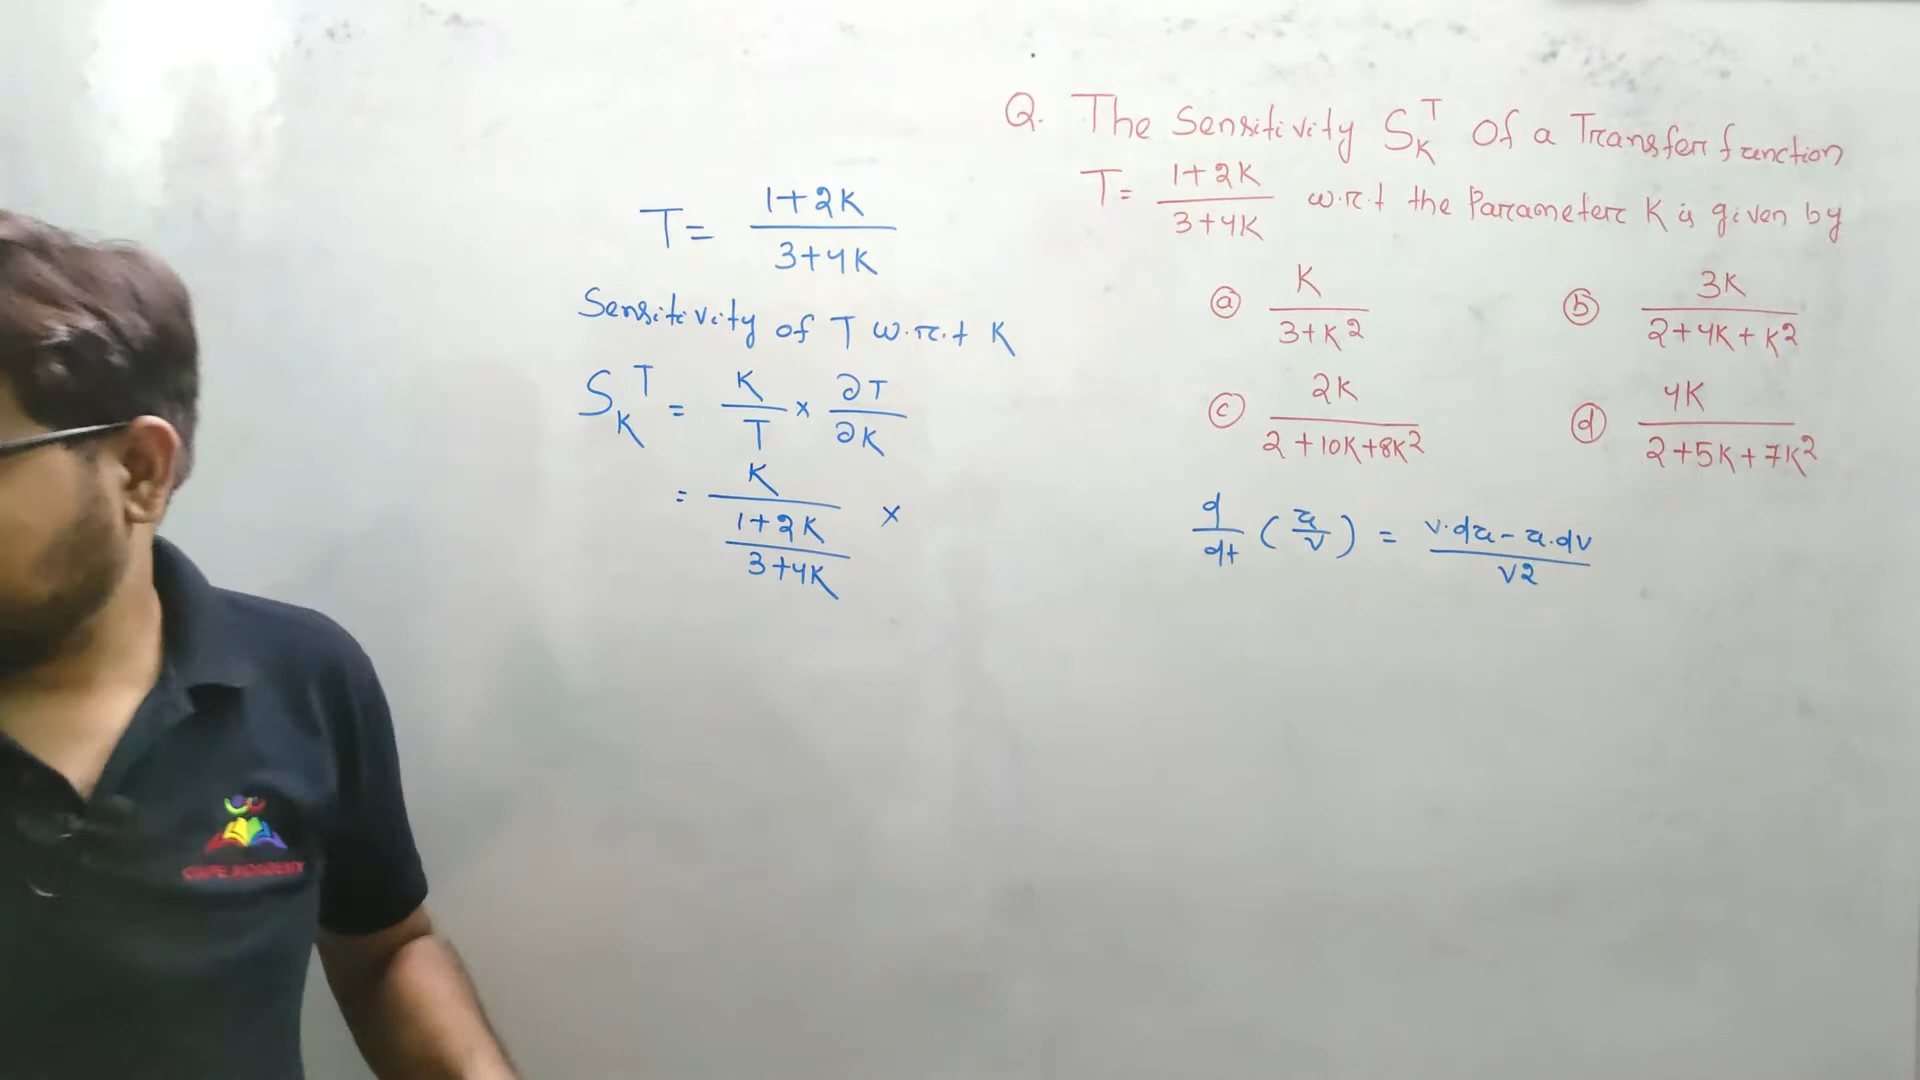 Q. The Sensitivity S_K^T Of a Transfer function
T = (1+2K)/(3+4K) w.r.t the Parameter K is given by
(a) K/(3+K²) (b) 3K/(2+4K+K²)
(c) 2K/(2+10K+8K²) (d) 4K/(2+5K+7K²)
T = (1+2K)/(3+4K)
Sensitivity of T w.r.t K
S_K^T = K/T × ∂T/∂K
= K/((1+2K)/(3+4K)) ×
d/dt (u/v) = (v·du - u·dv)/v2